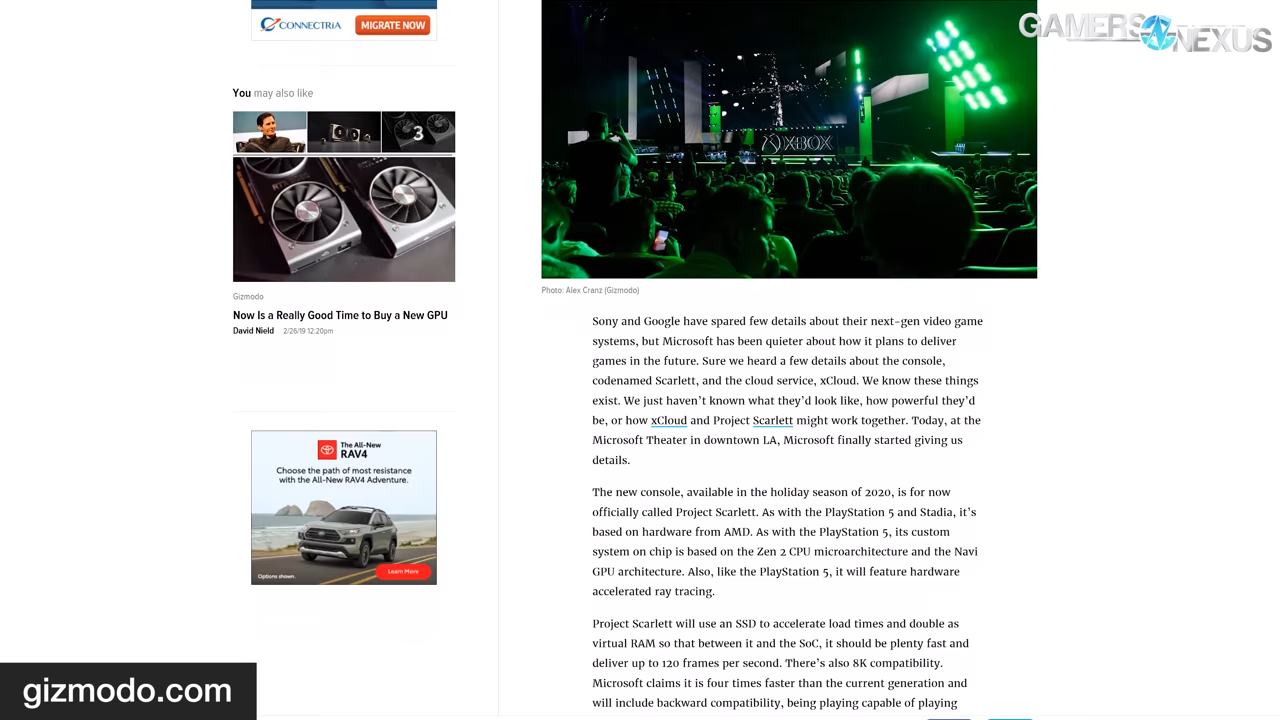 CONNECTRIA
MIGRATE NOW
GAMERS NEXUS
You may also like
3
XBOX
Photo: Alex Cranz (Gizmodo)
Gizmodo
Now Is a Really Good Time to Buy a New GPU
David Nield 2/26/19 12:20pm
The All-New
RAV4
Choose the path of most resistance
with the All-New RAV4 Adventure.
Options shown.
Learn More
Sony and Google have spared few details about their next-gen video game
systems, but Microsoft has been quieter about how it plans to deliver
games in the future. Sure we heard a few details about the console,
codenamed Scarlett, and the cloud service, xCloud. We know these things
exist. We just haven't known what they'd look like, how powerful they'd
be, or how xCloud and Project Scarlett might work together. Today, at the
Microsoft Theater in downtown LA, Microsoft finally started giving us
details.
The new console, available in the holiday season of 2020, is for now
officially called Project Scarlett. As with the PlayStation 5 and Stadia, it's
based on hardware from AMD. As with the PlayStation 5, its custom
system on chip is based on the Zen 2 CPU microarchitecture and the Navi
GPU architecture. Also, like the PlayStation 5, it will feature hardware
accelerated ray tracing.
Project Scarlett will use an SSD to accelerate load times and double as
virtual RAM so that between it and the SoC, it should be plenty fast and
deliver up to 120 frames per second. There's also 8K compatibility.
Microsoft claims it is four times faster than the current generation and
will include backward compatibility, being playing capable of playing
gizmodo.com